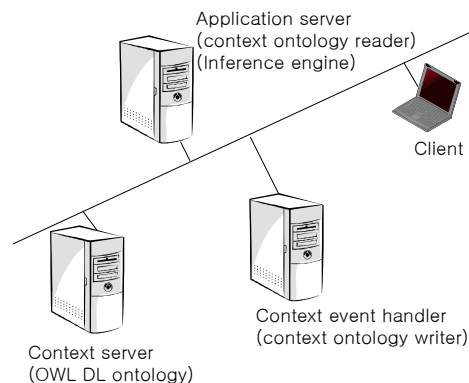 Application server
(context ontology reader)
(Inference engine)
Client
Context event handler
(context ontology writer)
Context server
(OWL DL ontology)